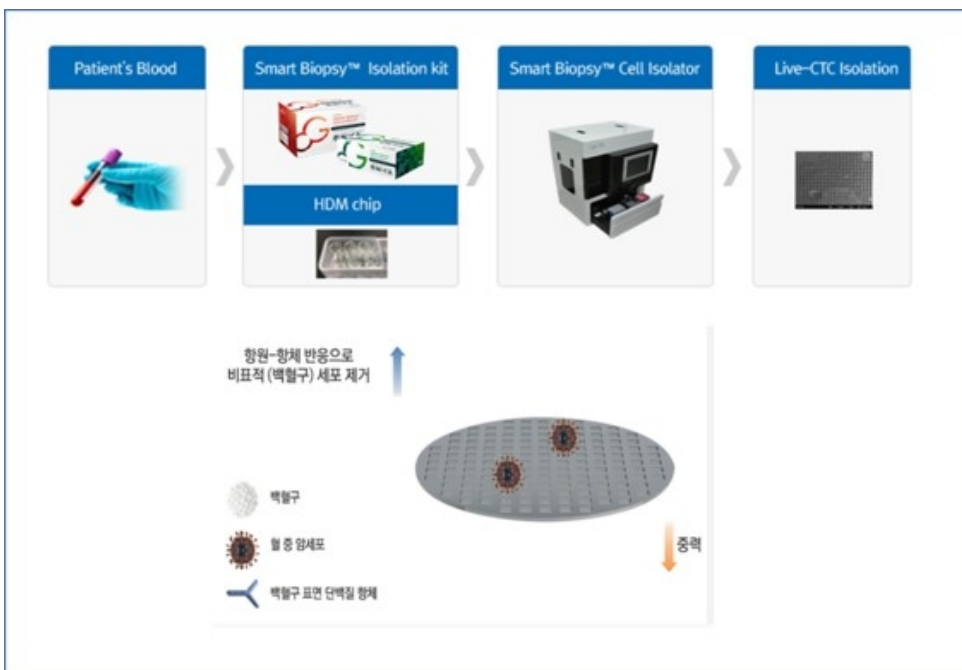 Patient's Blood
Smart Biopsy™ Isolation kit
Smart Biopsy™ Cell Isolator
Live-CTC Isolation
HDM chip
항원-항체 반응으로
비표적 (백혈구) 세포 제거
백혈구
혈 중 암세포
중력
백혈구 표면 단백질 항체